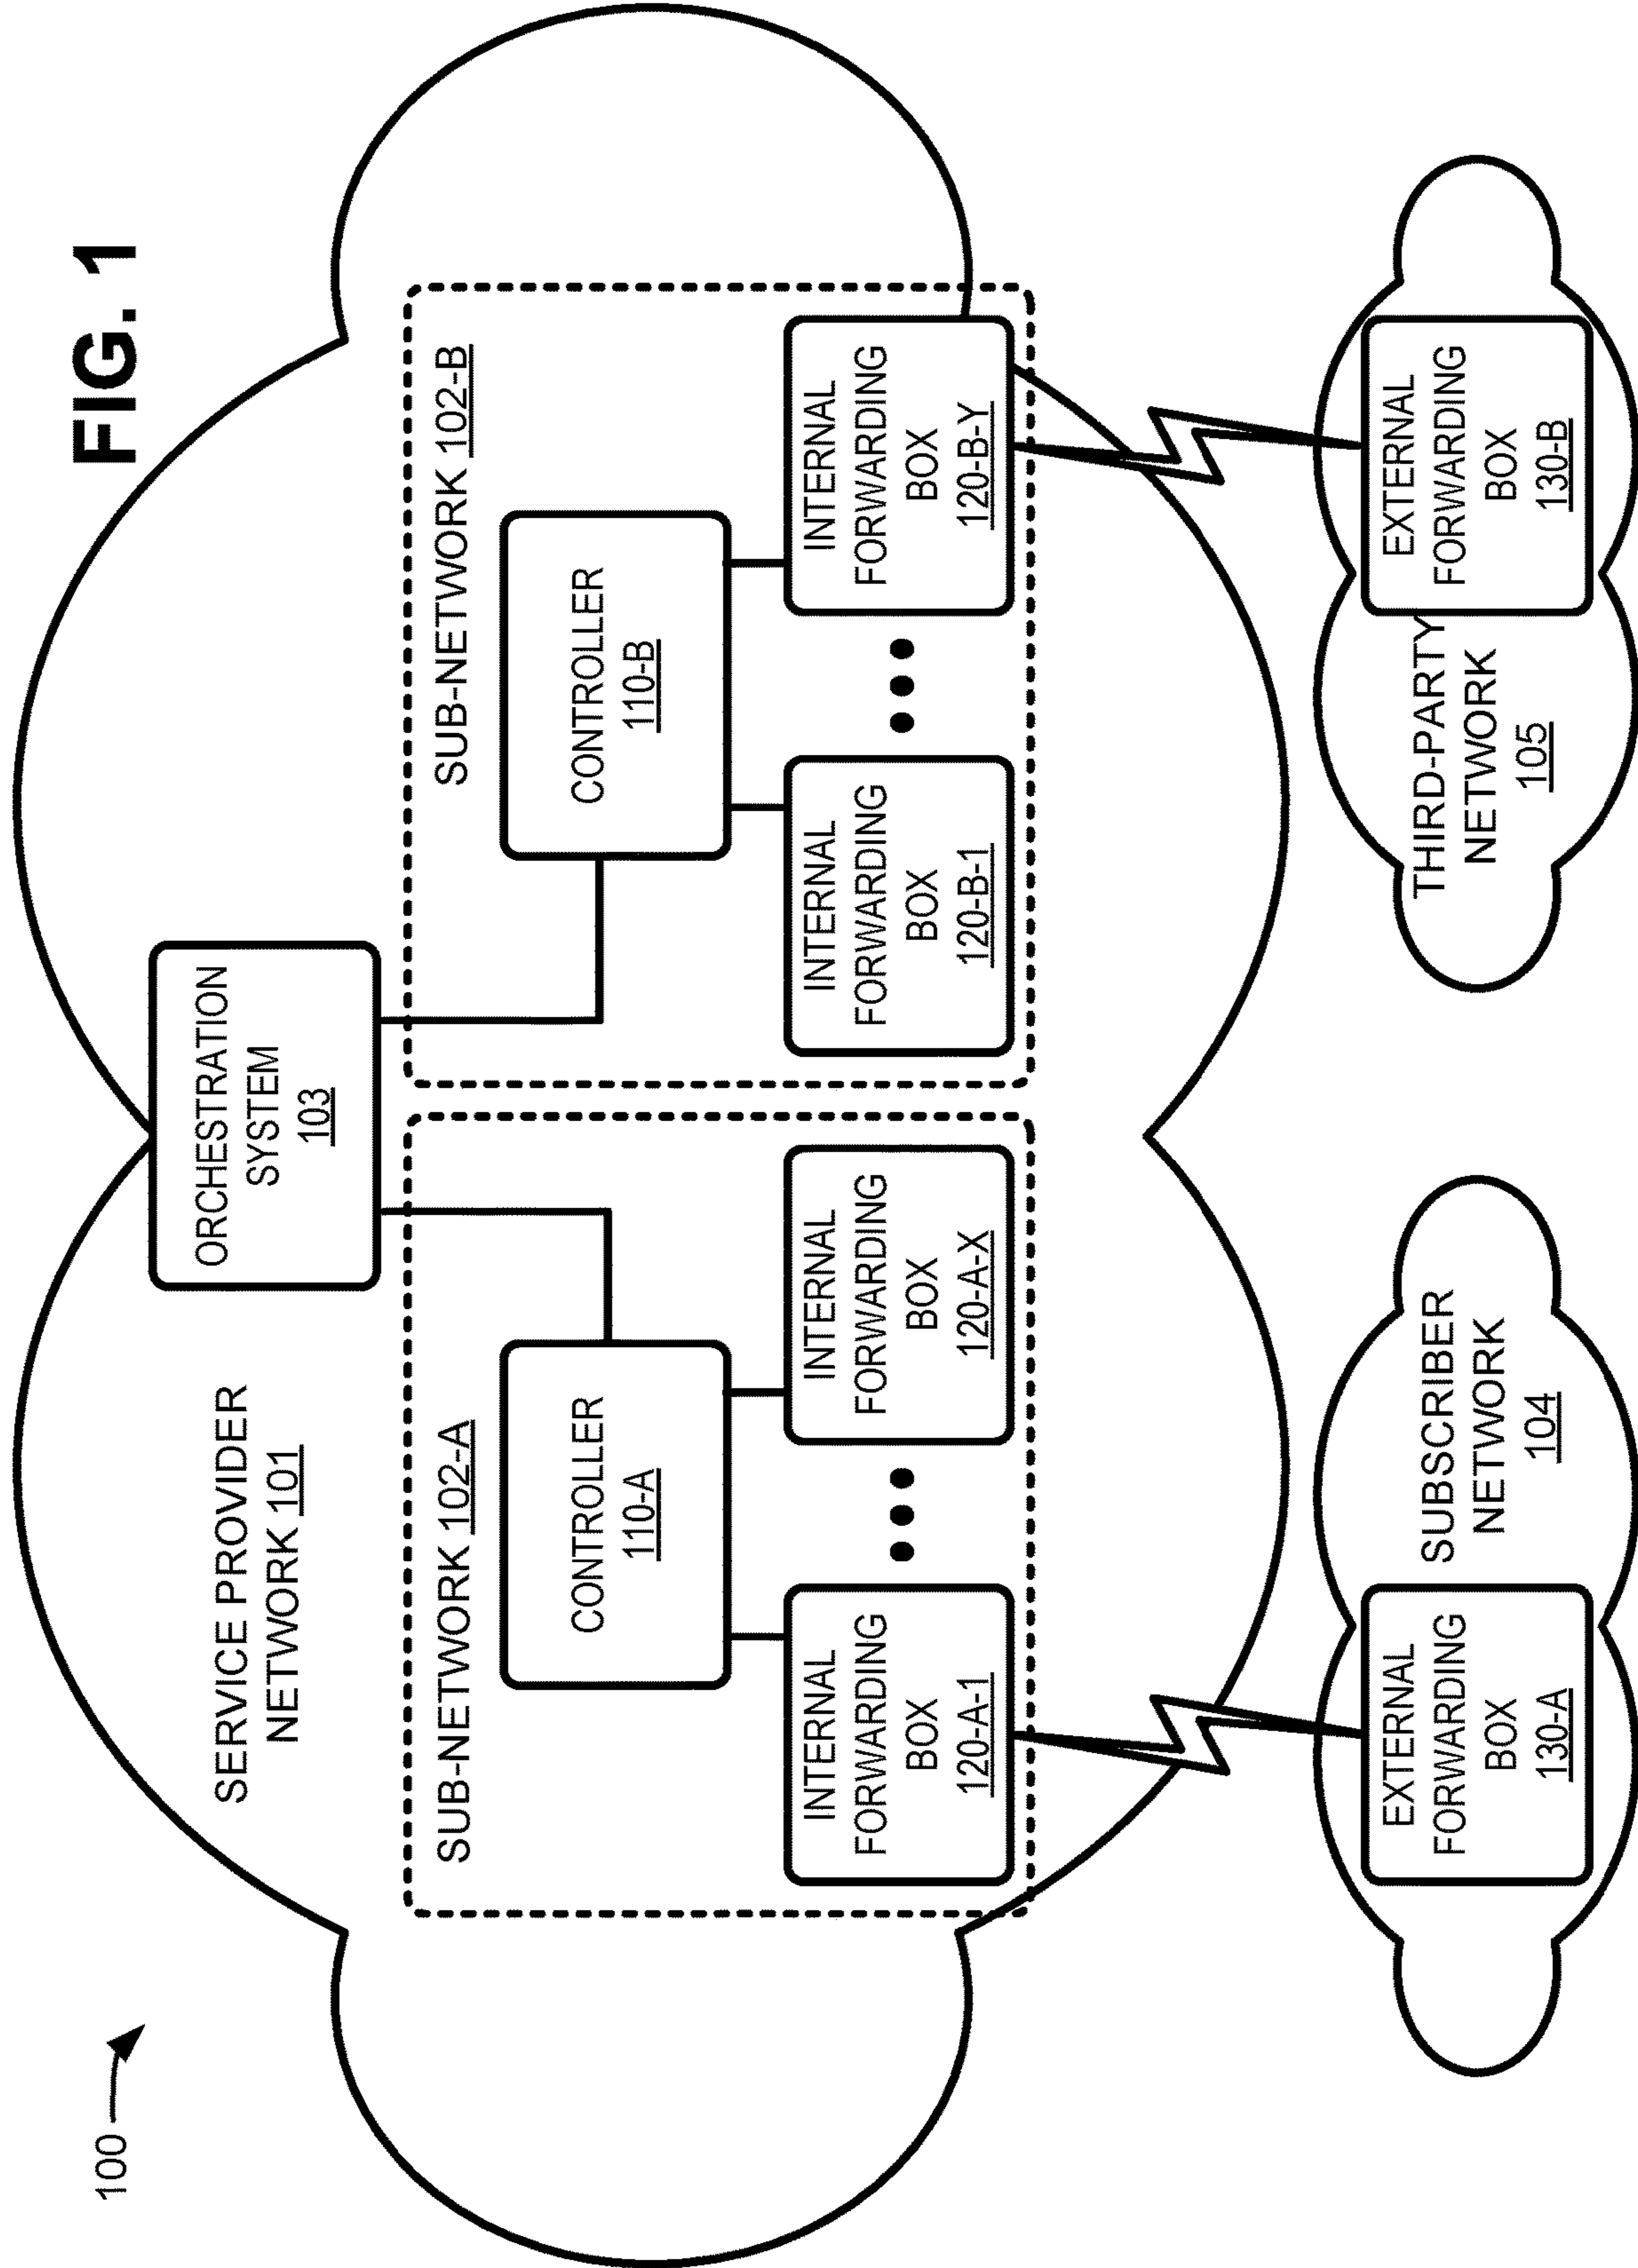 FIG. 1
100
SERVICE PROVIDER
NETWORK 101
ORCHESTRATION
SYSTEM
103
SUB-NETWORK 102-A
CONTROLLER
110-A
INTERNAL
FORWARDING
BOX
120-A-1
INTERNAL
FORWARDING
BOX
120-A-X
SUB-NETWORK 102-B
CONTROLLER
110-B
INTERNAL
FORWARDING
BOX
120-B-1
INTERNAL
FORWARDING
BOX
120-B-Y
EXTERNAL
FORWARDING
BOX
130-A
SUBSCRIBER
NETWORK
104
THIRD-PARTY
NETWORK
105
EXTERNAL
FORWARDING
BOX
130-B